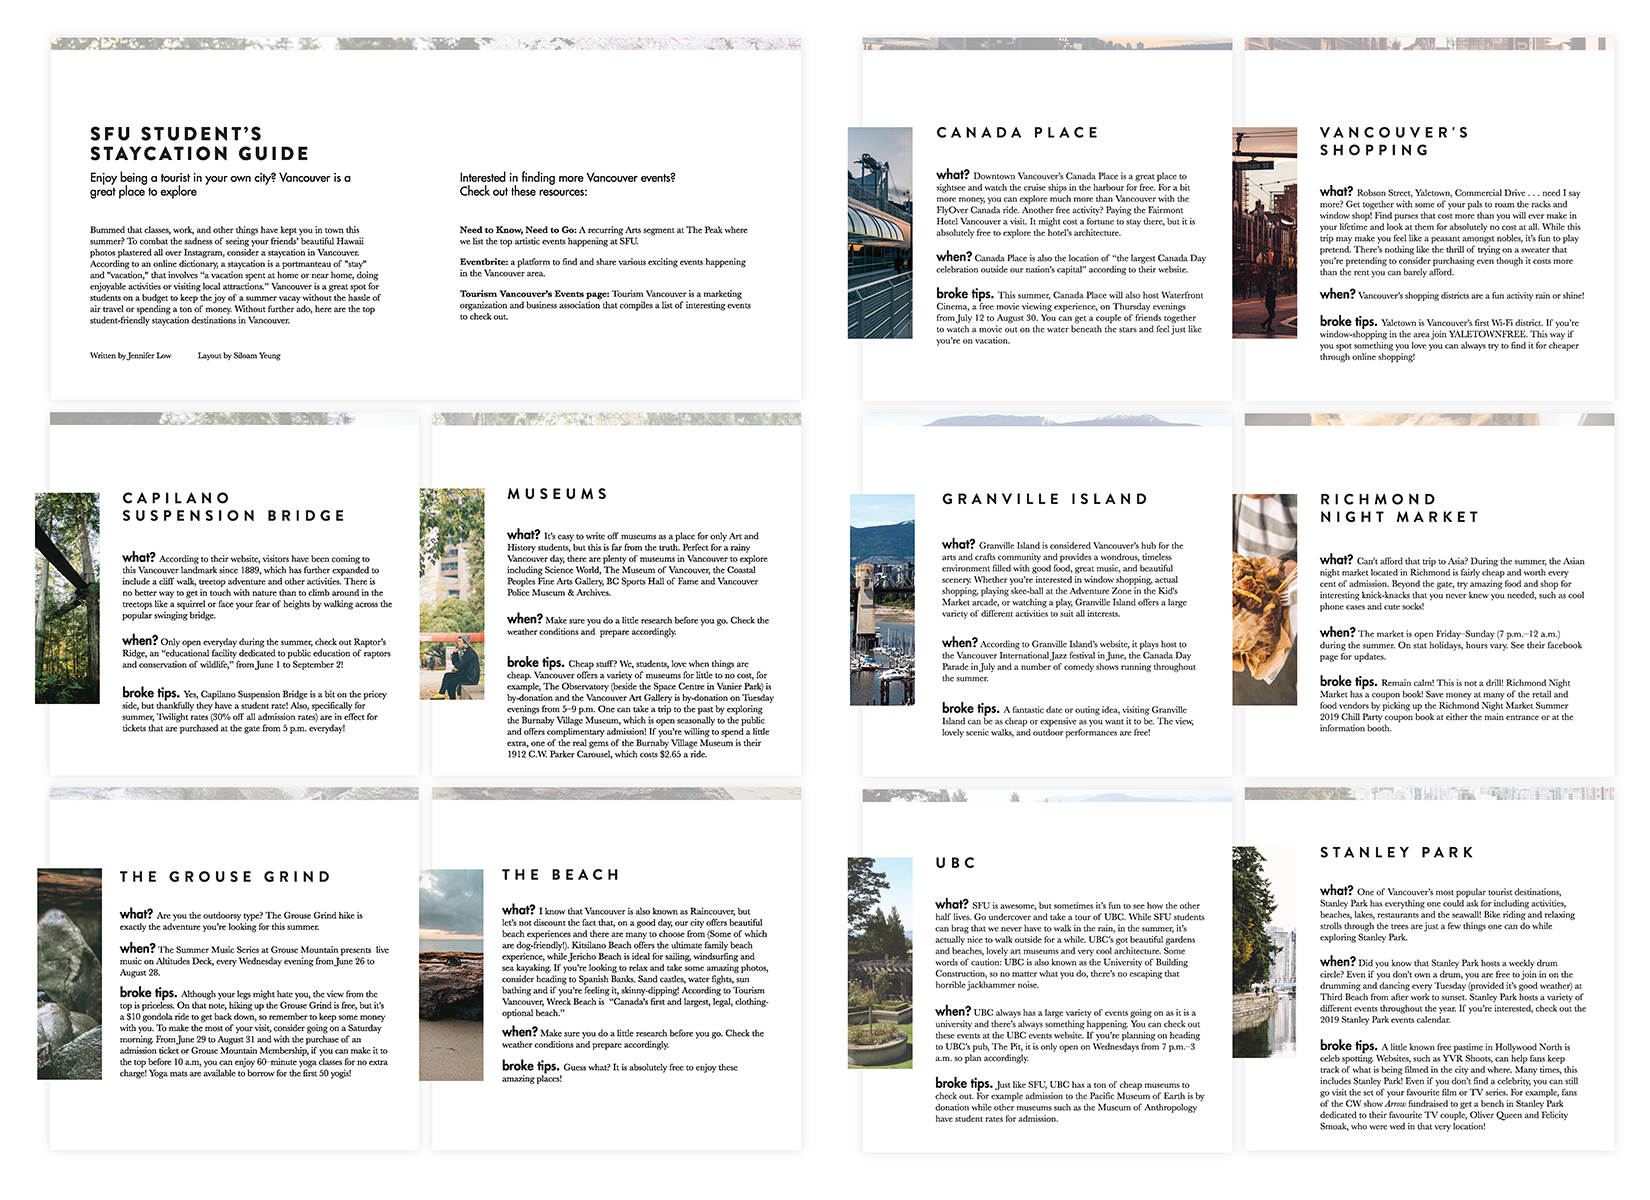 SFU STUDENT'S
STAYCATION GUIDE
Enjoy being a tourist in your own city? Vancouver is a
great place to explore
Bummed that classes, work, and other things have kept you in town this
summer? To combat the sadness of seeing your friends' beautiful Hawaii
photos plastered all over Instagram, consider a staycation in Vancouver.
According to an online dictionary, a staycation is a portmanteau of "stay"
and "vacation," that involves "a vacation spent at home or near home, doing
enjoyable activities or visiting local attractions." Vancouver is a great spot for
students on a budget to keep the joy of a summer vacay without the hassle of
air travel or spending a ton of money. Without further ado, here are the top
student-friendly staycation destinations in Vancouver.
Written by Jennifer Low Layout by Siloam Yeung
Interested in finding more Vancouver events?
Check out these resources:
Need to Know, Need to Go: A recurring Arts segment at The Peak where
we list the top artistic events happening at SFU.
Eventbrite: a platform to find and share various exciting events happening
in the Vancouver area.
Tourism Vancouver's Events page: Tourism Vancouver is a marketing
organization and business association that compiles a list of interesting events
to check out.
CANADA PLACE
what? Downtown Vancouver's Canada Place is a great place to
sightsee and watch the cruise ships in the harbour for free. For a bit
more money, you can explore much more than Vancouver with the
FlyOver Canada ride. Another free activity? Paying the Fairmont
Hotel Vancouver a visit. It might cost a fortune to stay there, but it is
absolutely free to explore the hotel's architecture.
when? Canada Place is also the location of "the largest Canada Day
celebration outside our nation's capital" according to their website.
broke tips. This summer, Canada Place will also host Waterfront
Cinema, a free movie viewing experience, on Thursday evenings
from July 12 to August 30. You can get a couple of friends together
to watch a movie out on the water beneath the stars and feel just like
you're on vacation.
Robson St
VANCOUVER'S
SHOPPING
what? Robson Street, Yaletown, Commercial Drive . . . need I say
more? Get together with some of your pals to roam the racks and
window shop! Find purses that cost more than you will ever make in
your lifetime and look at them for absolutely no cost at all. While this
trip may make you feel like a peasant amongst nobles, it's fun to play
pretend. There's nothing like the thrill of trying on a sweater that
you're pretending to consider purchasing even though it costs more
than the rent you can barely afford.
when? Vancouver's shopping districts are a fun activity rain or shine!
broke tips. Yaletown is Vancouver's first Wi-Fi district. If you're
window-shopping in the area join YALETOWNFREE. This way if
you spot something you love you can always try to find it for cheaper
through online shopping!
CAPILANO
SUSPENSION BRIDGE
what? According to their website, visitors have been coming to
this Vancouver landmark since 1889, which has further expanded to
include a cliff walk, treetop adventure and other activities. There is
no better way to get in touch with nature than to climb around in the
treetops like a squirrel or face your fear of heights by walking across the
popular swinging bridge.
when? Only open everyday during the summer, check out Raptor's
Ridge, an "educational facility dedicated to public education of raptors
and conservation of wildlife," from June 1 to September 2!
broke tips. Yes, Capilano Suspension Bridge is a bit on the pricey
side, but thankfully they have a student rate! Also, specifically for
summer, Twilight rates (30% off all admission rates) are in effect for
tickets that are purchased at the gate from 5 p.m. everyday!
MUSEUMS
what? It's easy to write off museums as a place for only Art and
History students, but this is far from the truth. Perfect for a rainy
Vancouver day, there are plenty of museums in Vancouver to explore
including Science World, The Museum of Vancouver, the Coastal
Peoples Fine Arts Gallery, BC Sports Hall of Fame and Vancouver
Police Museum & Archives.
when? Make sure you do a little research before you go. Check the
weather conditions and prepare accordingly.
broke tips. Cheap stuff? We, students, love when things are
cheap. Vancouver offers a variety of museums for little to no cost, for
example, The Observatory (beside the Space Centre in Vanier Park) is
by-donation and the Vancouver Art Gallery is by-donation on Tuesday
evenings from 5–9 p.m. One can take a trip to the past by exploring
the Burnaby Village Museum, which is open seasonally to the public
and offers complimentary admission! If you're willing to spend a little
extra, one of the real gems of the Burnaby Village Museum is their
1912 C.W. Parker Carousel, which costs $2.65 a ride.
GRANVILLE ISLAND
what? Granville Island is considered Vancouver's hub for the
arts and crafts community and provides a wondrous, timeless
environment filled with good food, great music, and beautiful
scenery. Whether you're interested in window shopping, actual
shopping, playing skee-ball at the Adventure Zone in the Kid's
Market arcade, or watching a play, Granville Island offers a large
variety of different activities to suit all interests.
when? According to Granville Island's website, it plays host to
the Vancouver International Jazz festival in June, the Canada Day
Parade in July and a number of comedy shows running throughout
the summer.
broke tips. A fantastic date or outing idea, visiting Granville
Island can be as cheap or expensive as you want it to be. The view,
lovely scenic walks, and outdoor performances are free!
RICHMOND
NIGHT MARKET
what? Can't afford that trip to Asia? During the summer, the Asian
night market located in Richmond is fairly cheap and worth every
cent of admission. Beyond the gate, try amazing food and shop for
interesting knick-knacks that you never knew you needed, such as cool
phone cases and cute socks!
when? The market is open Friday–Sunday (7 p.m.–12 a.m.)
during the summer. On stat holidays, hours vary. See their facebook
page for updates.
broke tips. Remain calm! This is not a drill! Richmond Night
Market has a coupon book! Save money at many of the retail and
food vendors by picking up the Richmond Night Market Summer
2019 Chill Party coupon book at either the main entrance or at the
information booth.
THE GROUSE GRIND
what? Are you the outdoorsy type? The Grouse Grind hike is
exactly the adventure you're looking for this summer.
when? The Summer Music Series at Grouse Mountain presents live
music on Altitudes Deck, every Wednesday evening from June 26 to
August 28.
broke tips. Although your legs might hate you, the view from the
top is priceless. On that note, hiking up the Grouse Grind is free, but it's
a $10 gondola ride to get back down, so remember to keep some money
with you. To make the most of your visit, consider going on a Saturday
morning. From June 29 to August 31 and with the purchase of an
admission ticket or Grouse Mountain Membership, if you can make it to
the top before 10 a.m, you can enjoy 60–minute yoga classes for no extra
charge! Yoga mats are available to borrow for the first 50 yogis!
THE BEACH
what? I know that Vancouver is also known as Raincouver, but
let's not discount the fact that, on a good day, our city offers beautiful
beach experiences and there are many to choose from (Some of which
are dog-friendly!). Kitsilano Beach offers the ultimate family beach
experience, while Jericho Beach is ideal for sailing, windsurfing and
sea kayaking. If you're looking to relax and take some amazing photos,
consider heading to Spanish Banks. Sand castles, water fights, sun
bathing and if you're feeling it, skinny-dipping! According to Tourism
Vancouver, Wreck Beach is "Canada's first and largest, legal, clothing-
optional beach."
when? Make sure you do a little research before you go. Check the
weather conditions and prepare accordingly.
broke tips. Guess what? It is absolutely free to enjoy these
amazing places!
UBC
what? SFU is awesome, but sometimes it's fun to see how the other
half lives. Go undercover and take a tour of UBC. While SFU students
can brag that we never have to walk in the rain, in the summer, it's
actually nice to walk outside for a while. UBC's got beautiful gardens
and beaches, lovely art museums and very cool architecture. Some
words of caution: UBC is also known as the University of Building
Construction, so no matter what you do, there's no escaping that
horrible jackhammer noise.
when? UBC always has a large variety of events going on as it is a
university and there's always something happening. You can check out
these events at the UBC events website. If you're planning on heading
to UBC's pub, The Pit, it is only open on Wednesdays from 7 p.m.–3
a.m. so plan accordingly.
broke tips. Just like SFU, UBC has a ton of cheap museums to
check out. For example admission to the Pacific Museum of Earth is by
donation while other museums such as the Museum of Anthropology
have student rates for admission.
STANLEY PARK
what? One of Vancouver's most popular tourist destinations,
Stanley Park has everything one could ask for including activities,
beaches, lakes, restaurants and the seawall! Bike riding and relaxing
strolls through the trees are just a few things one can do while
exploring Stanley Park.
when? Did you know that Stanley Park hosts a weekly drum
circle? Even if you don't own a drum, you are free to join in on the
drumming and dancing every Tuesday (provided it's good weather) at
Third Beach from after work to sunset. Stanley Park hosts a variety of
different events throughout the year. If you're interested, check out the
2019 Stanley Park events calendar.
broke tips. A little known free pastime in Hollywood North is
celeb spotting. Websites, such as YVR Shoots, can help fans keep
track of what is being filmed in the city and where. Many times, this
includes Stanley Park! Even if you don't find a celebrity, you can still
go visit the set of your favourite film or TV series. For example, fans
of the CW show Arrow fundraised to get a bench in Stanley Park
dedicated to their favourite TV couple, Oliver Queen and Felicity
Smoak, who were wed in that very location!